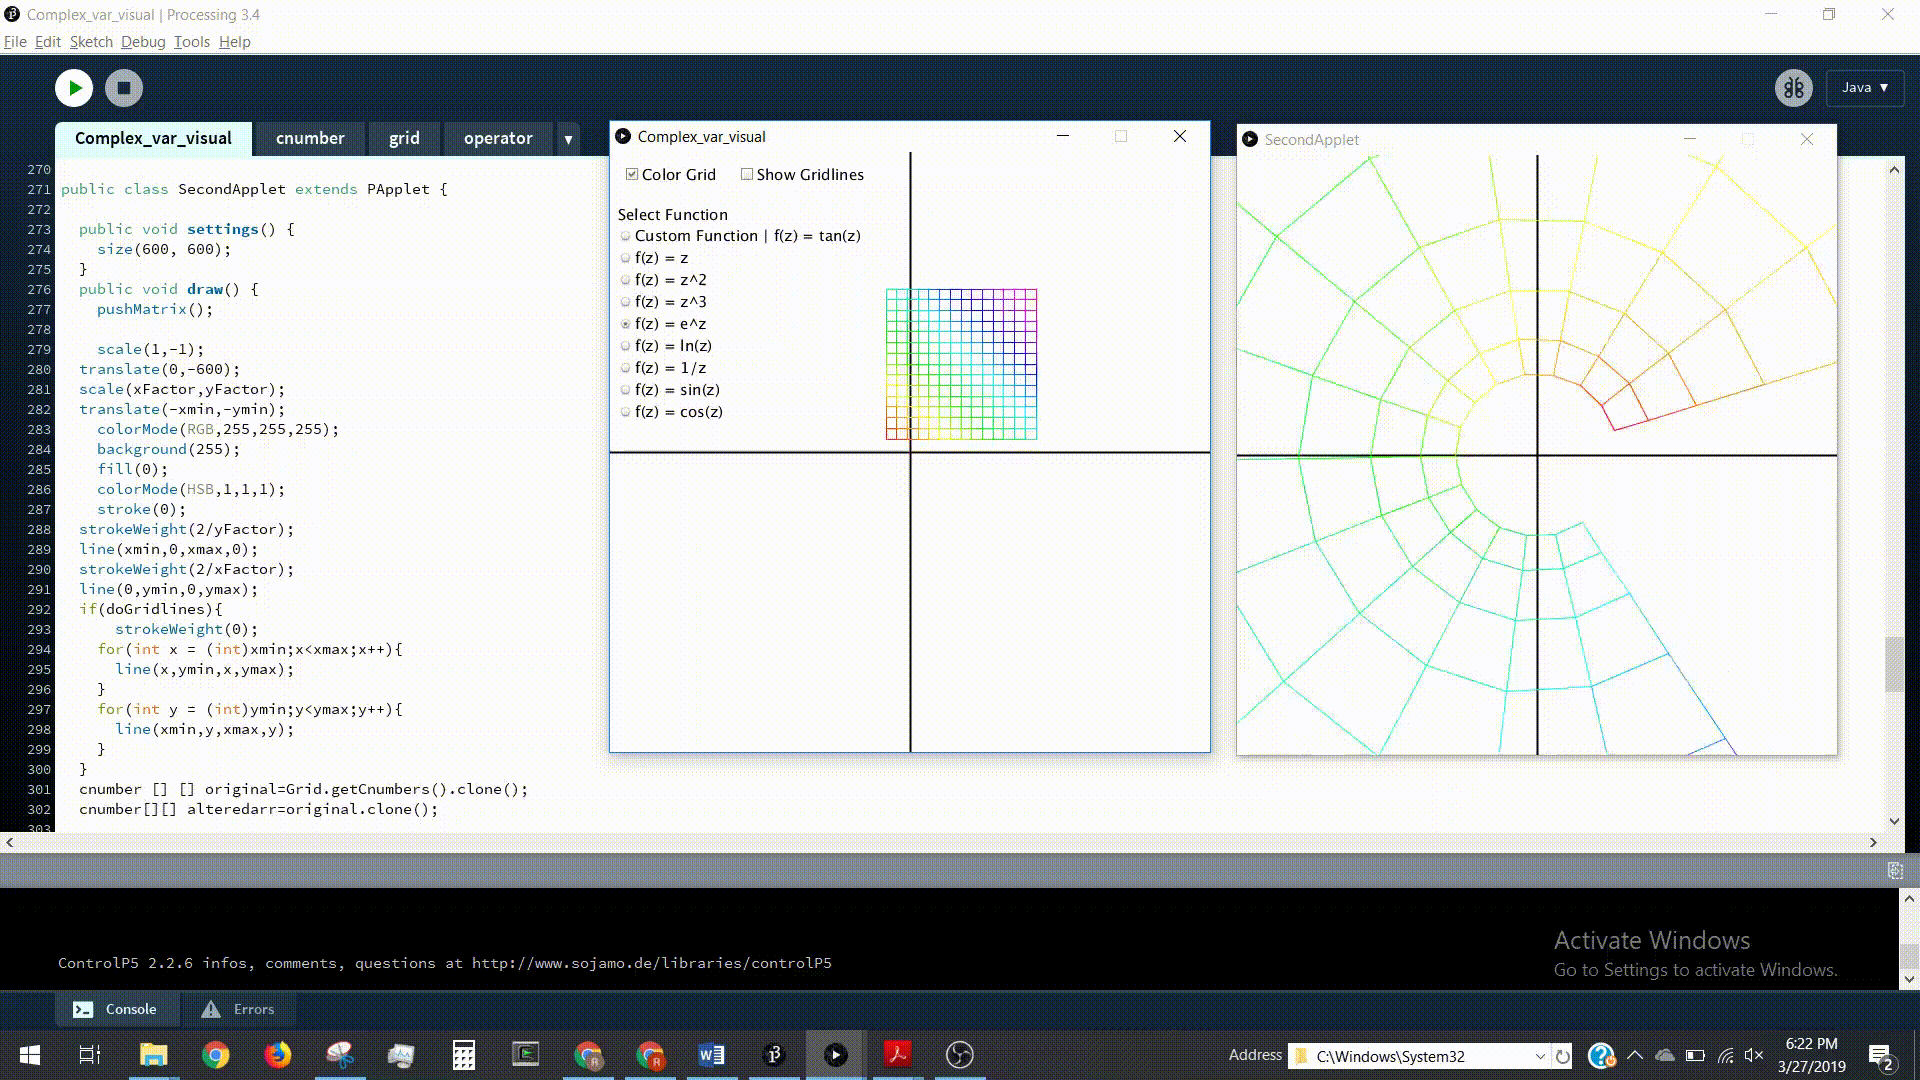 Complex_var_visual | Processing 3.4
File Edit Sketch Debug Tools Help
Java ▼
Complex_var_visual cnumber grid operator ▼
270
271 public class SecondApplet extends PApplet {
272
273 public void settings() {
274 size(600, 600);
275 }
276 public void draw() {
277 pushMatrix();
278
279 scale(1,-1);
280 translate(0,-600);
281 scale(xFactor,yFactor);
282 translate(-xmin,-ymin);
283 colorMode(RGB,255,255,255);
284 background(255);
285 fill(0);
286 colorMode(HSB,1,1,1);
287 stroke(0);
288 strokeWeight(2/yFactor);
289 line(xmin,0,xmax,0);
290 strokeWeight(2/xFactor);
291 line(0,ymin,0,ymax);
292 if(doGridlines){
293 strokeWeight(0);
294 for(int x = (int)xmin;x<xmax;x++){
295 line(x,ymin,x,ymax);
296 }
297 for(int y = (int)ymin;y<ymax;y++){
298 line(xmin,y,xmax,y);
299 }
300 }
301 cnumber [] [] original=Grid.getCnumbers().clone();
302 cnumber[][] alteredarr=original.clone();
303
Complex_var_visual
Color Grid Show Gridlines
Select Function
Custom Function | f(z) = tan(z)
f(z) = z
f(z) = z^2
f(z) = z^3
f(z) = e^z
f(z) = ln(z)
f(z) = 1/z
f(z) = sin(z)
f(z) = cos(z)
SecondApplet
ControlP5 2.2.6 infos, comments, questions at http://www.sojamo.de/libraries/controlP5
Activate Windows
Go to Settings to activate Windows.
Console Errors
Address C:\Windows\System32
6:22 PM
3/27/2019
2